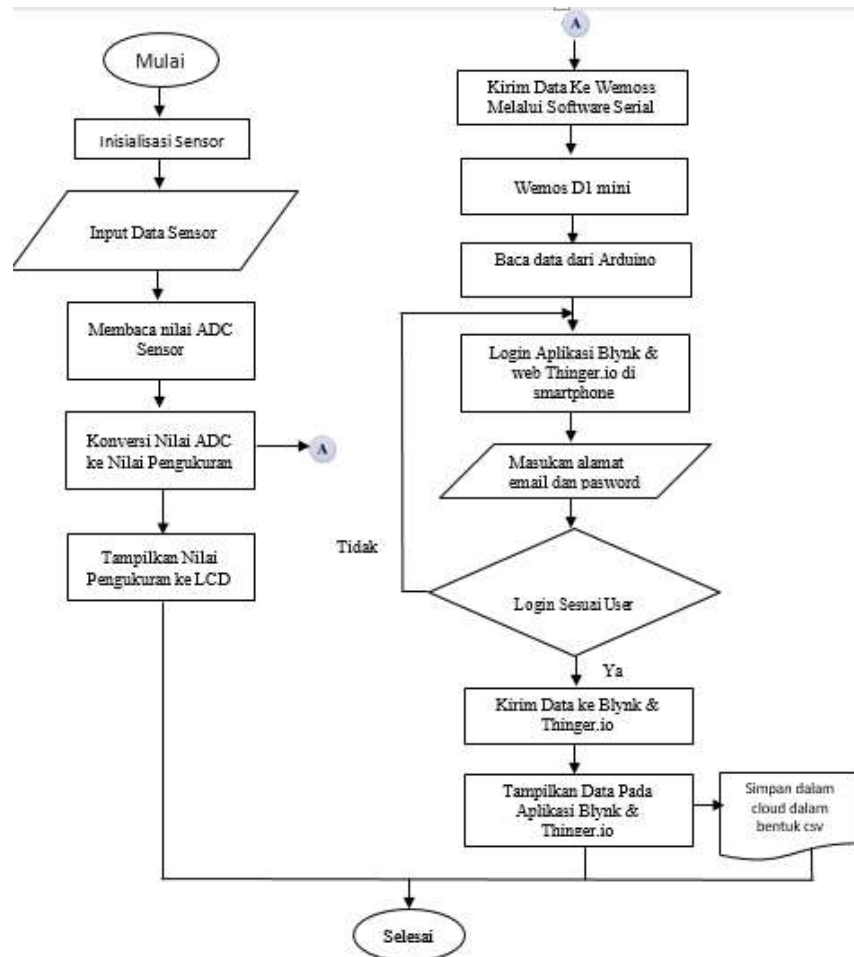 Mulai
Inisialisasi Sensor
Input Data Sensor
Membaca nilai ADC
Sensor
Konversi Nilai ADC
ke Nilai Pengukuran
A
Tampilkan Nilai
Pengukuran ke LCD
A
Kirim Data Ke Wemoss
Melalui Software Serial
Wemos D1 mini
Baca data dari Arduino
Login Aplikasi Blynk &
web Thinger.io di
smartphone
Masukan alamat
email dan pasword
Tidak
Login Sesuai User
Ya
Kirim Data ke Blynk &
Thinger.io
Tampilkan Data Pada
Aplikasi Blynk &
Thinger.io
Simpan dalam
cloud dalam
bentuk csv
Selesai